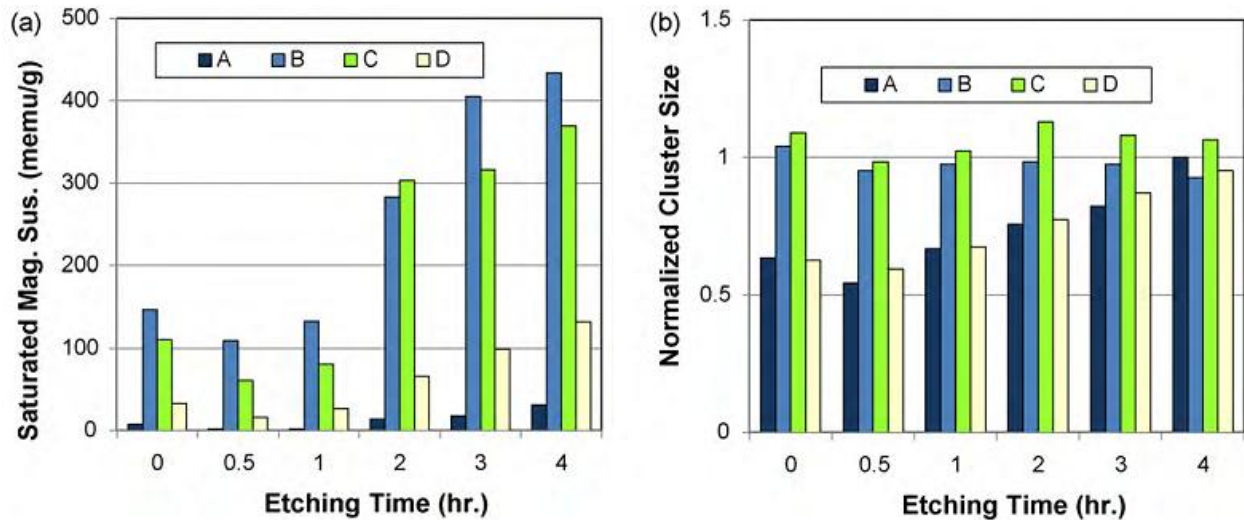 (a)
Saturated Mag. Sus. (memu/g)
500
400
300
200
100
0
A B C D
0 0.5 1 2 3 4
Etching Time (hr.)
(b)
Normalized Cluster Size
1.5
1
0.5
0
A B C D
0 0.5 1 2 3 4
Etching Time (hr.)